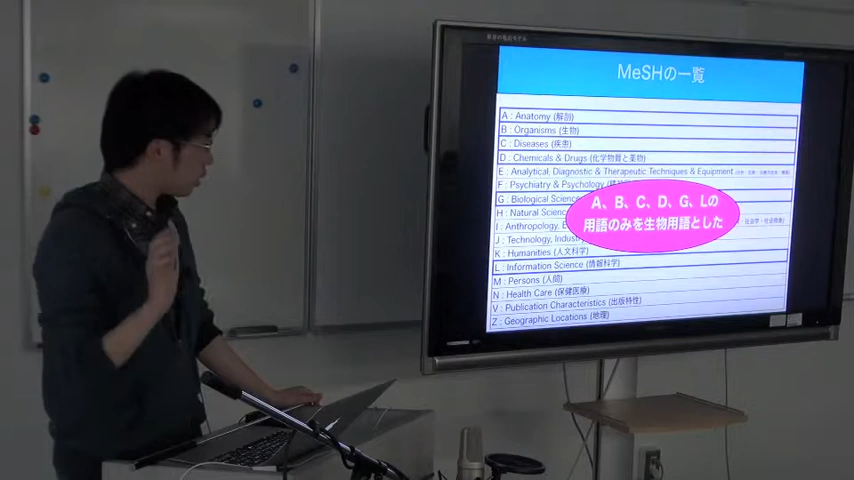 MeSHの一覧
A : Anatomy (解剖)
B : Organisms (生物)
C : Diseases (疾患)
D : Chemicals & Drugs (化学物質と薬物)
E : Analytical, Diagnostic & Therapeutic Techniques & Equipment
F : Psychiatry & Psychology
G : Biological Science
H : Natural Scienc
I : Anthropology,
J : Technology,
K : Humanities (人文科学)
L : Information Science (情報科学)
M : Persons (人間)
N : Health Care (保健医療)
V : Publication Characteristics (出版特性)
Z : Geographic Locations (地理)
A、B、C、D、G、Lの
用語のみを生物用語とした